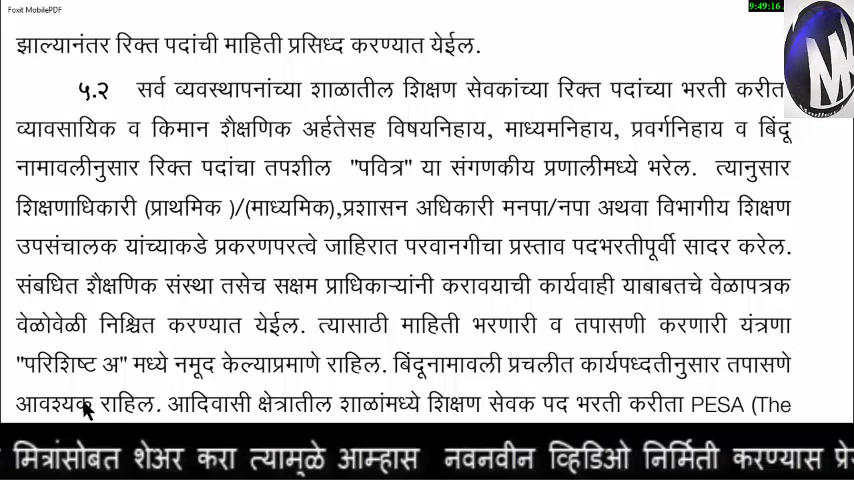 Foxit MobilePDF
9:49:16
झाल्यानंतर रिक्त पदांची माहिती प्रसिध्द करण्यात येईल.
५.२ सर्व व्यवस्थापनांच्या शाळातील शिक्षण सेवकांच्या रिक्त पदांच्या भरती करीता
व्यावसायिक व किमान शैक्षणिक अर्हतेसह विषयनिहाय, माध्यमनिहाय, प्रवर्गनिहाय व बिंदू
नामावलीनुसार रिक्त पदांचा तपशील "पवित्र" या संगणकीय प्रणालीमध्ये भरेल. त्यानुसार
शिक्षणाधिकारी (प्राथमिक )/(माध्यमिक),प्रशासन अधिकारी मनपा/नपा अथवा विभागीय शिक्षण
उपसंचालक यांच्याकडे प्रकरणपरत्वे जाहिरात परवानगीचा प्रस्ताव पदभरतीपूर्वी सादर करेल.
संबधित शैक्षणिक संस्था तसेच सक्षम प्राधिकाऱ्यांनी करावयाची कार्यवाही याबाबतचे वेळापत्रक
वेळोवेळी निश्चित करण्यात येईल. त्यासाठी माहिती भरणारी व तपासणी करणारी यंत्रणा
"परिशिष्ट अ" मध्ये नमूद केल्याप्रमाणे राहिल. बिंदूनामावली प्रचलीत कार्यपध्दतीनुसार तपासणे
आवश्यक राहिल. आदिवासी क्षेत्रातील शाळांमध्ये शिक्षण सेवक पद भरती करीता PESA (The
मित्रांसोबत शेअर करा त्यामुळे आम्हास नवनवीन व्हिडिओ निर्मिती करण्यास